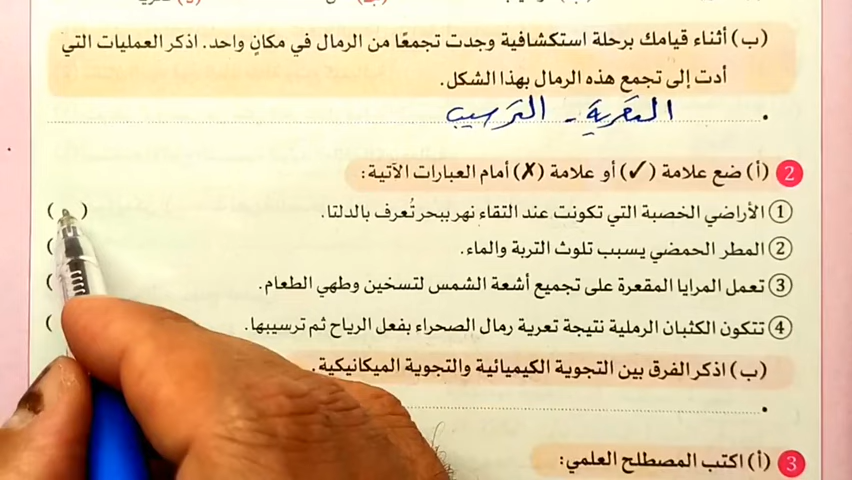 (ب) أثناء قيامك برحلة استكشافية وجدت تجمعًا من الرمال في مكانٍ واحد. اذكر العمليات التي
أدت إلى تجمع هذه الرمال بهذا الشكل.
التعرية - الترسيب
2 (أ) ضع علامة (✓) أو علامة (✗) أمام العبارات الآتية:
1 الأراضي الخصبة التي تكونت عند التقاء نهر ببحر تُعرف بالدلتا. ( )
2 المطر الحمضي يسبب تلوث التربة والماء. (
3 تعمل المرايا المقعرة على تجميع أشعة الشمس لتسخين وطهي الطعام. (
4 تتكون الكثبان الرملية نتيجة تعرية رمال الصحراء بفعل الرياح ثم ترسيبها. (
(ب) اذكر الفرق بين التجوية الكيميائية والتجوية الميكانيكية.
3 (أ) اكتب المصطلح العلمي: